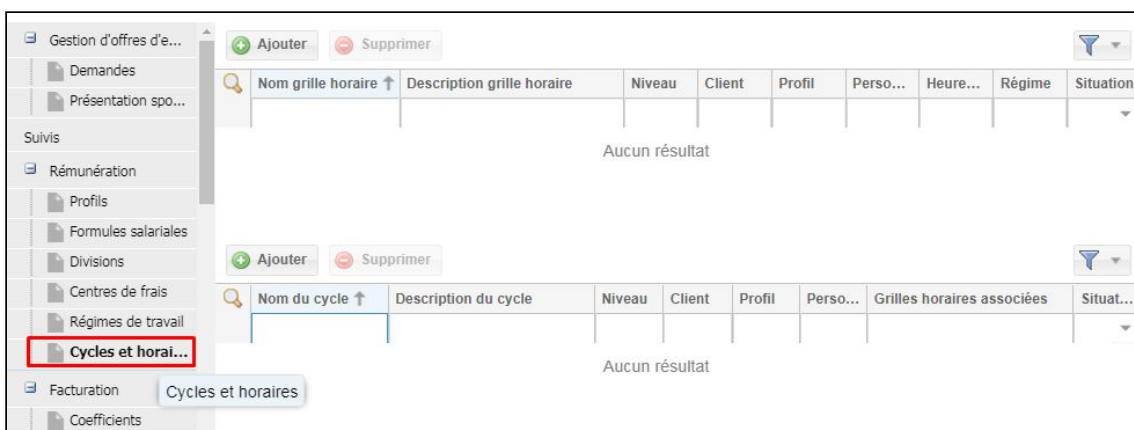 Gestion d'offres d'e...
Demandes
Présentation spo...
Suivis
Rémunération
Profils
Formules salariales
Divisions
Centres de frais
Régimes de travail
Cycles et horai...
Facturation
Coefficients
Cycles et horaires
Ajouter Supprimer
Nom grille horaire Description grille horaire Niveau Client Profil Perso... Heure... Régime Situation
Aucun résultat
Ajouter Supprimer
Nom du cycle Description du cycle Niveau Client Profil Perso... Grilles horaires associées Situat...
Aucun résultat